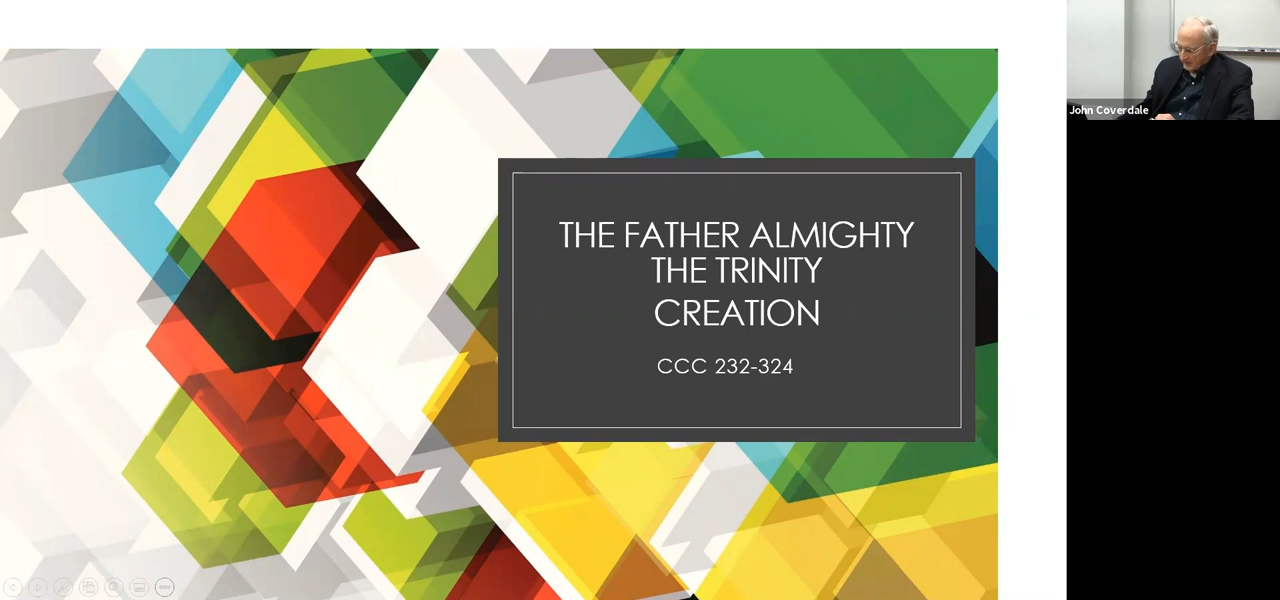 THE FATHER ALMIGHTY
THE TRINITY
CREATION
CCC 232-324
John Coverdale